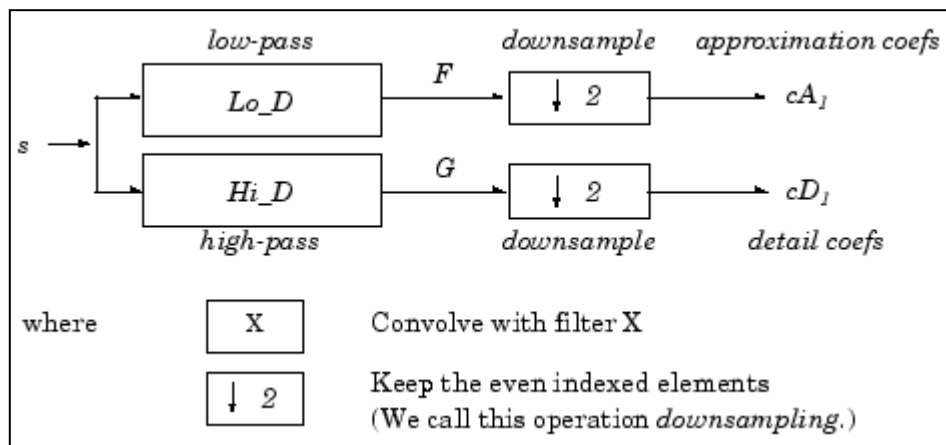 low-pass downsample approximation coefs
F
Lo_D ↓ 2 cA₁
s
G
Hi_D ↓ 2 cD₁
high-pass downsample detail coefs
where X Convolve with filter X
↓ 2 Keep the even indexed elements
(We call this operation downsampling.)